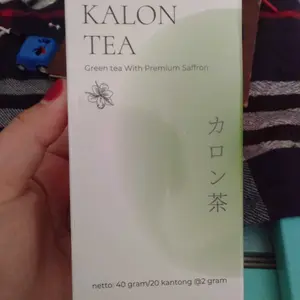 KALON
TEA
Green tea With Premium Saffron
カロン茶
netto: 40 gram/20 kantong @2 gram